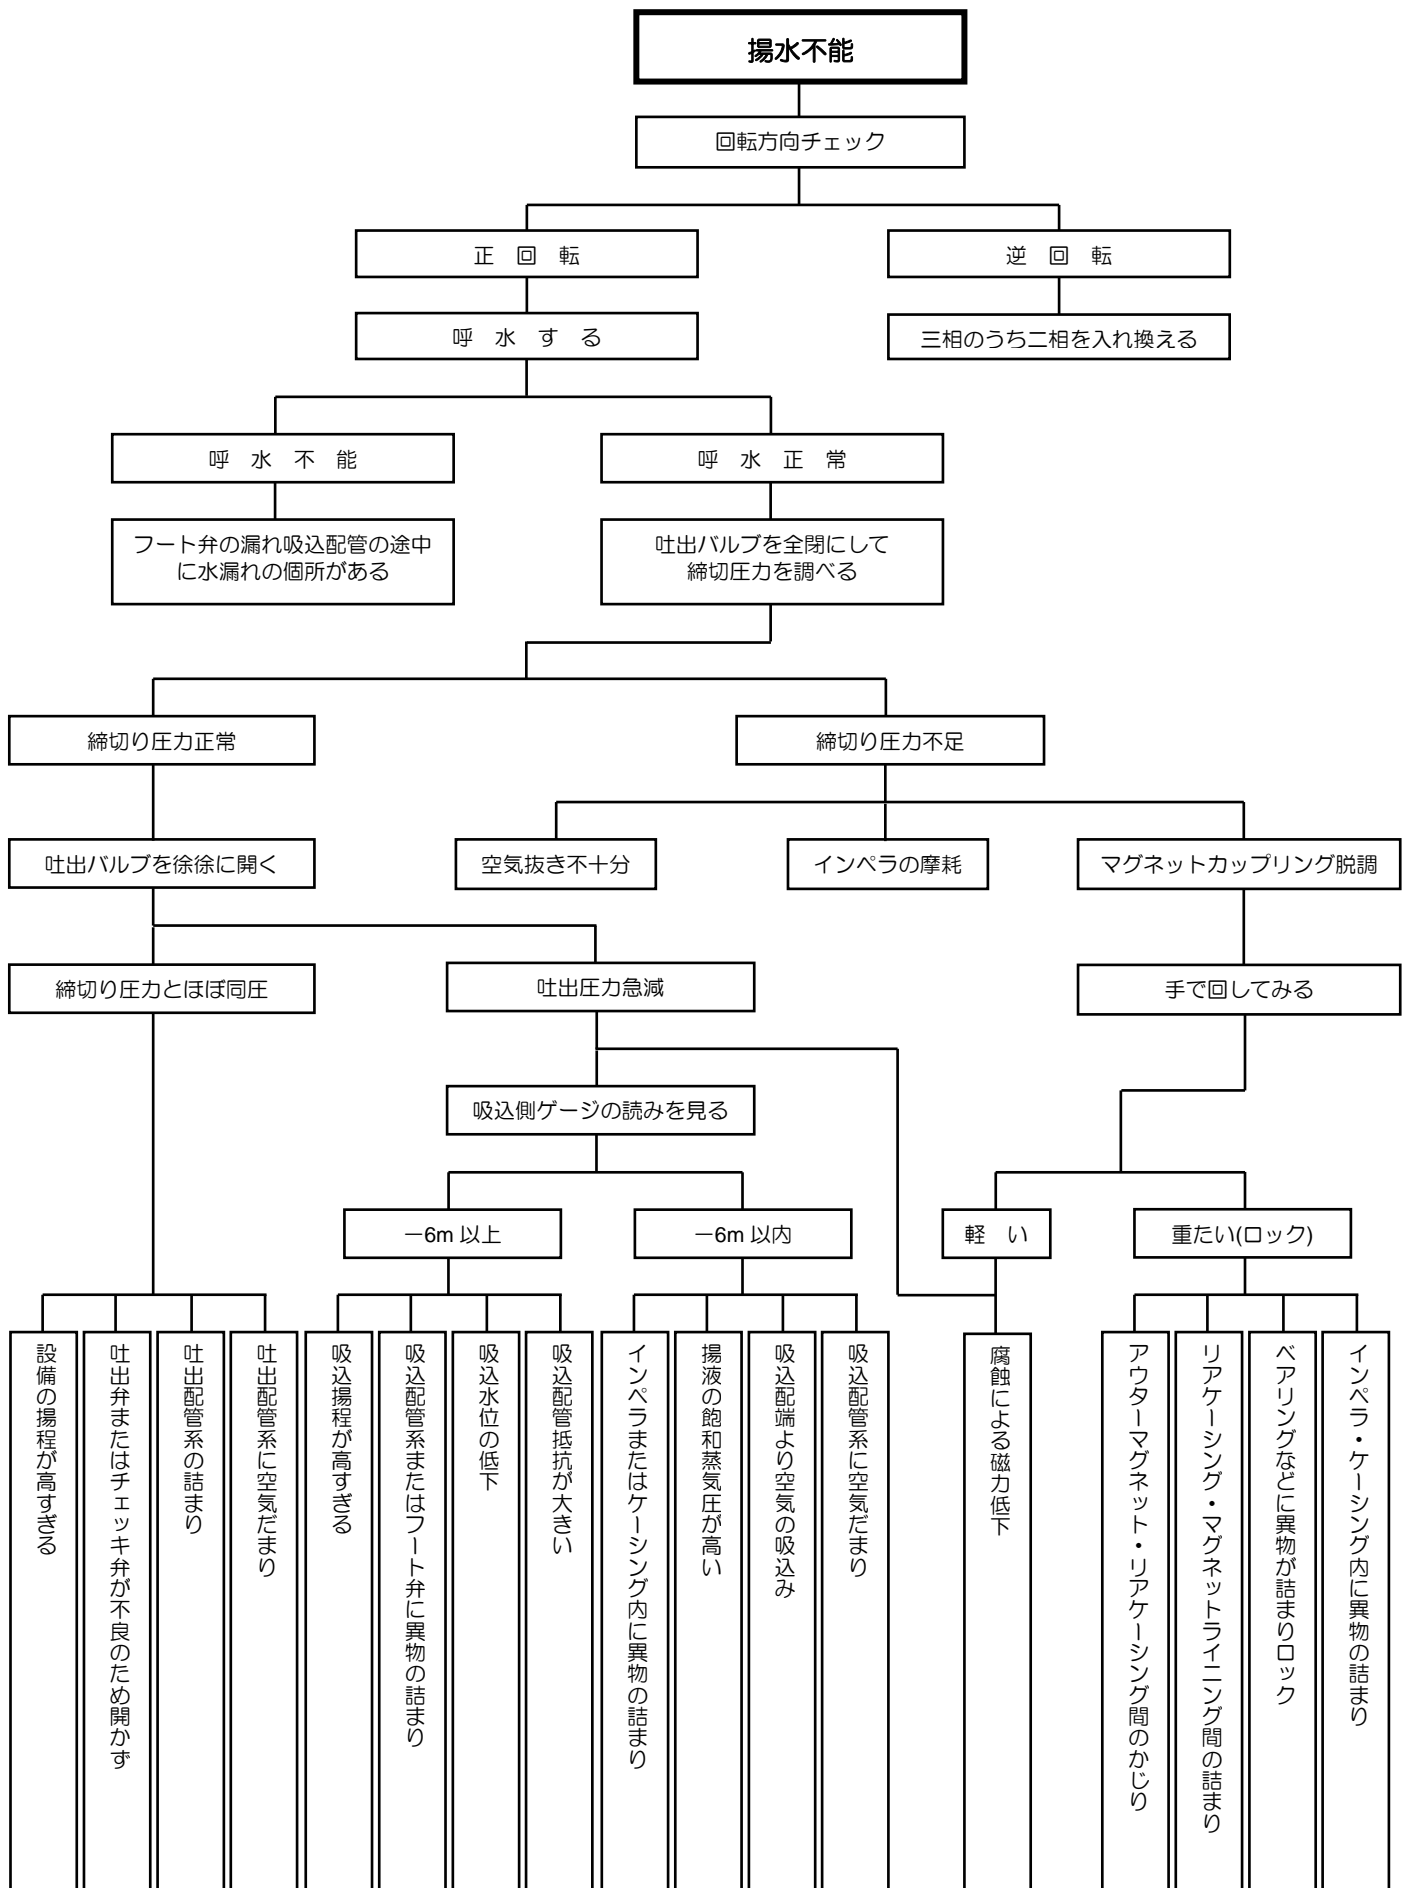 揚水不能
回転方向チェック
正 回 転
逆 回 転
呼 水 す る
三相のうち二相を入れ換える
呼 水 不 能
呼 水 正 常
フート弁の漏れ吸込配管の途中
に水漏れの個所がある
吐出バルブを全閉にして
締切圧力を調べる
締切り圧力正常
締切り圧力不足
吐出バルブを徐徐に開く
空気抜き不十分
インペラの摩耗
マグネットカップリング脱調
締切り圧力とほぼ同圧
吐出圧力急減
手で回してみる
吸込側ゲージの読みを見る
－6m 以上
－6m 以内
軽 い
重たい(ロック)
設備の揚程が高すぎる
吐出弁またはチェッキ弁が不良のため開かず
吐出配管系の詰まり
吐出配管系に空気だまり
吸込揚程が高すぎる
吸込配管系またはフート弁に異物の詰まり
吸込水位の低下
吸込配管抵抗が大きい
インペラまたはケーシング内に異物の詰まり
揚液の飽和蒸気圧が高い
吸込配端より空気の吸込み
吸込配管系に空気だまり
腐蝕による磁力低下
アウターマグネット・リアケーシング間のかじり
リアケーシング・マグネットライニング間の詰まり
ベアリングなどに異物が詰まりロック
インペラ・ケーシング内に異物の詰まり